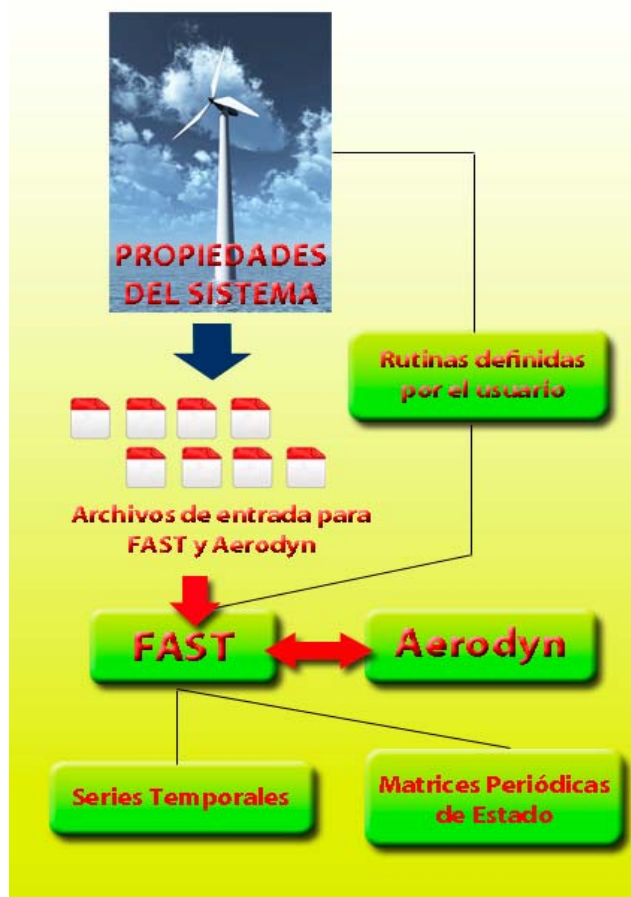 PROPIEDADES
DEL SISTEMA
Rutinas definidas
por el usuario
Archivos de entrada para
FAST y Aerodyn
FAST
Aerodyn
Series Temporales
Matrices Periódicas
de Estado